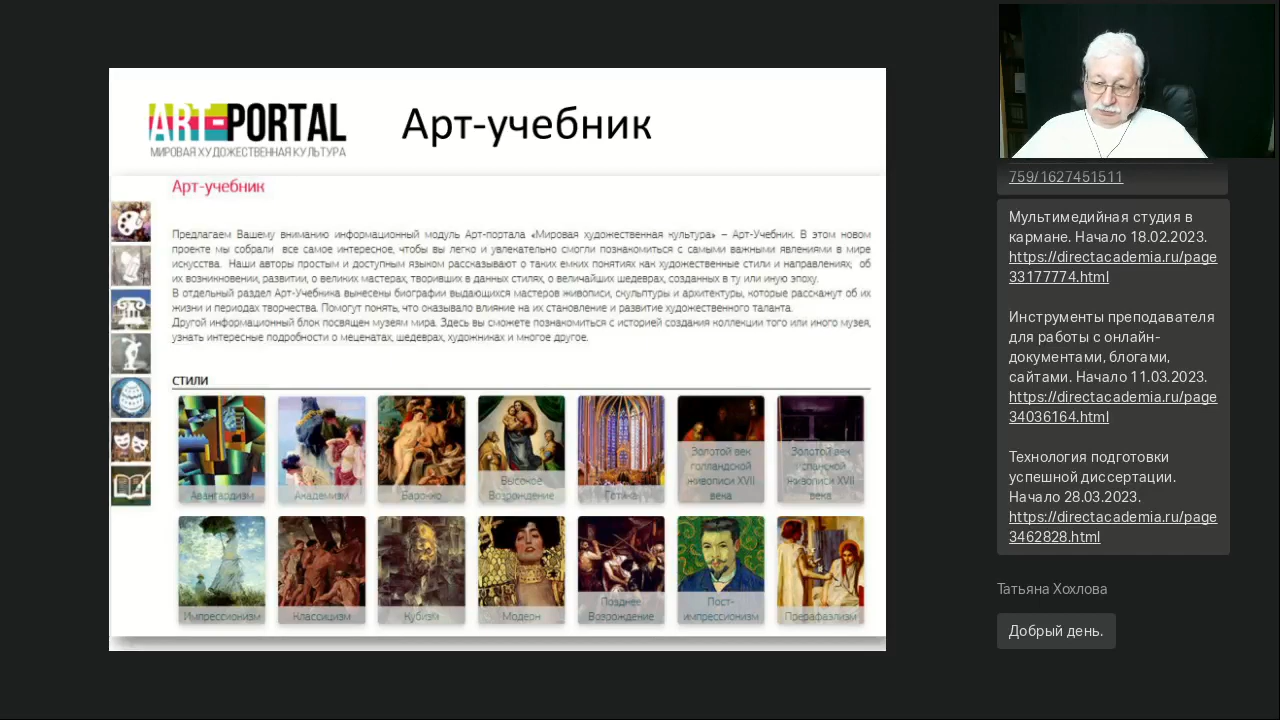 ART-PORTAL
МИРОВАЯ ХУДОЖЕСТВЕННАЯ КУЛЬТУРА
Арт-учебник
Арт-учебник
Предлагаем Вашему вниманию информационный модуль Арт-портала «Мировая художественная культура» – Арт-Учебник. В этом новом
проекте мы собрали все самое интересное, чтобы вы легко и увлекательно смогли познакомиться с самыми важными явлениями в мире
искусства. Наши авторы простым и доступным языком рассказывают о таких емких понятиях как художественные стили и направлениях; об
их возникновении, развитии, о великих мастерах, творивших в данных стилях, о величайших шедеврах, созданных в ту или иную эпоху.
В отдельный раздел Арт-Учебника вынесены биографии выдающихся мастеров живописи, скульптуры и архитектуры, которые расскажут об их
жизни и периодах творчества. Помогут понять, что оказывало влияние на их становление и развитие художественного таланта.
Другой информационный блок посвящен музеям мира. Здесь вы сможете познакомиться с историей создания коллекции того или иного музея,
узнать интересные подробности о меценатах, шедеврах, художниках и многое другое.
СТИЛИ
Авангардизм
Академизм
Барокко
Высокое
Возрождение
Готика
Золотой век
голландской
живописи XVII
века
Золотой век
испанской
живописи XVII
века
Импрессионизм
Классицизм
Кубизм
Модерн
Позднее
Возрождение
Пост-
импрессионизм
Прерафаэлизм
759/1627451511
Мультимедийная студия в
кармане. Начало 18.02.2023.
https://directacademia.ru/page
33177774.html
Инструменты преподавателя
для работы с онлайн-
документами, блогами,
сайтами. Начало 11.03.2023.
https://directacademia.ru/page
34036164.html
Технология подготовки
успешной диссертации.
Начало 28.03.2023.
https://directacademia.ru/page
3462828.html
Татьяна Хохлова
Добрый день.